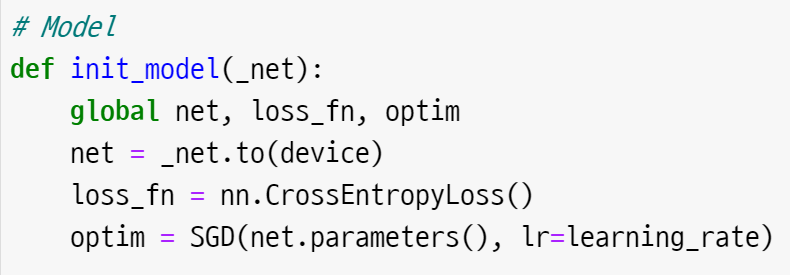 # Model
def init_model(_net):
    global net, loss_fn, optim
    net = _net.to(device)
    loss_fn = nn.CrossEntropyLoss()
    optim = SGD(net.parameters(), lr=learning_rate)